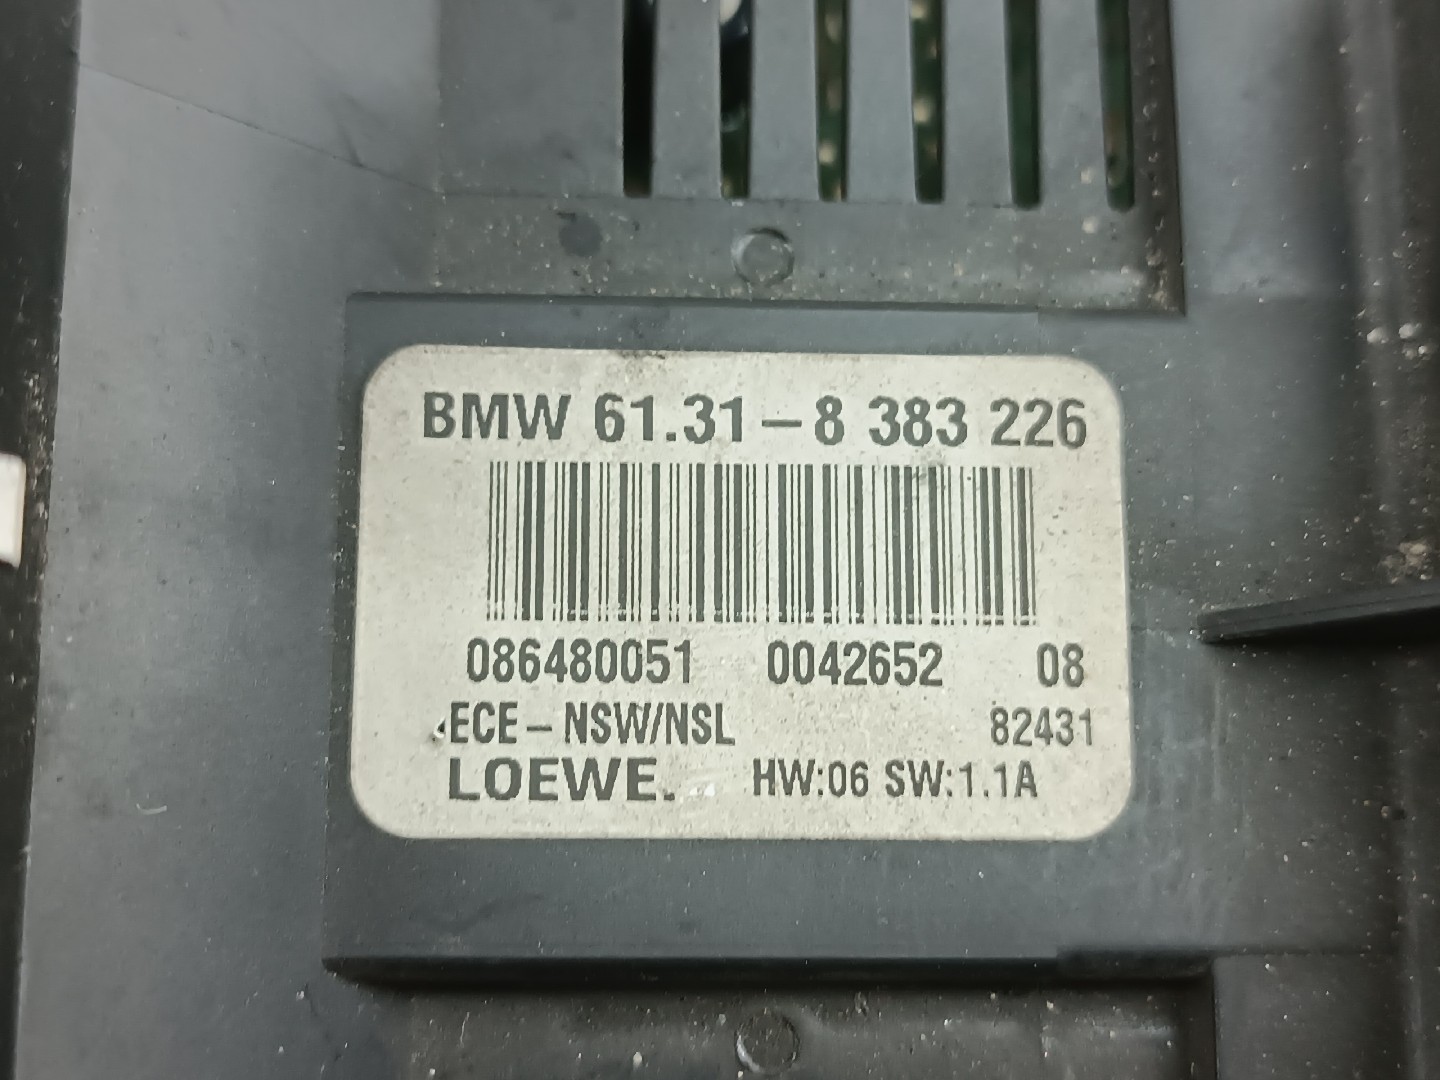 BMW 61.31-8 383 226
086480051 0042652 08
ECE-NSW/NSL 82431
LOEWE. HW:06 SW:1.1A